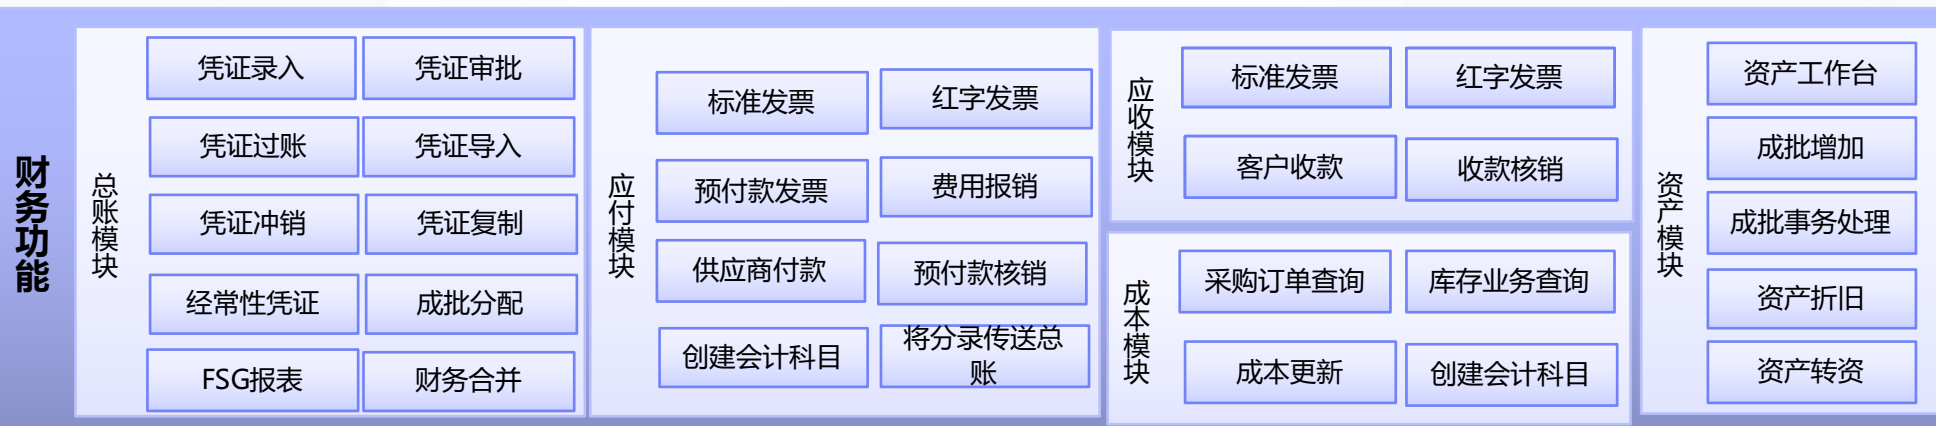 财务功能
总账模块
凭证录入
凭证审批
凭证过账
凭证导入
凭证冲销
凭证复制
经常性凭证
成批分配
FSG报表
财务合并
应付模块
标准发票
红字发票
预付款发票
费用报销
供应商付款
预付款核销
创建会计科目
将分录传送总
账
应收模块
标准发票
红字发票
客户收款
收款核销
成本模块
采购订单查询
库存业务查询
成本更新
创建会计科目
资产模块
资产工作台
成批增加
成批事务处理
资产折旧
资产转资